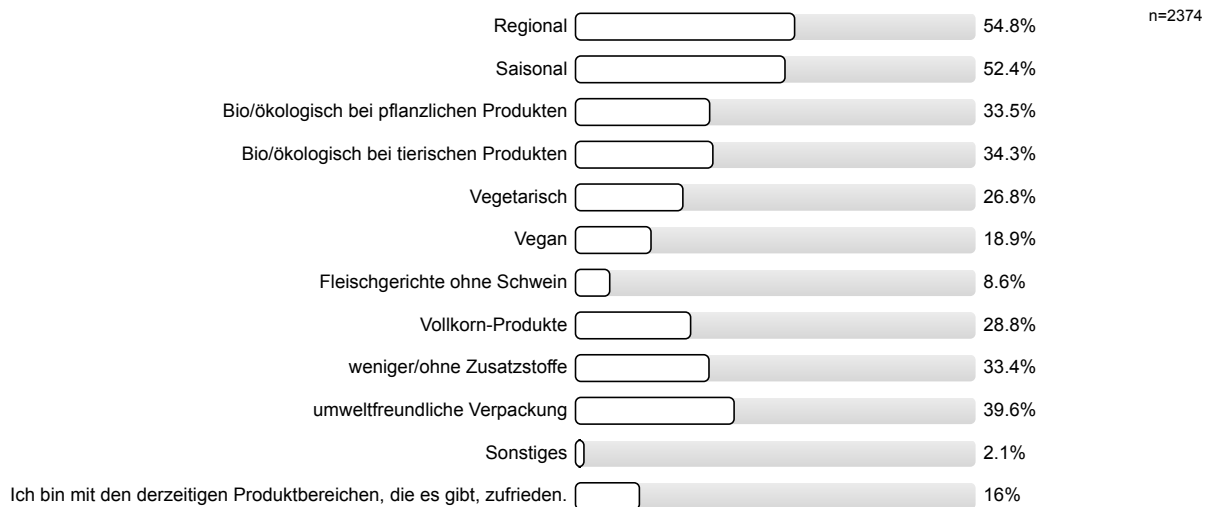 n=2374
Regional 54.8%
Saisonal 52.4%
Bio/ökologisch bei pflanzlichen Produkten 33.5%
Bio/ökologisch bei tierischen Produkten 34.3%
Vegetarisch 26.8%
Vegan 18.9%
Fleischgerichte ohne Schwein 8.6%
Vollkorn-Produkte 28.8%
weniger/ohne Zusatzstoffe 33.4%
umweltfreundliche Verpackung 39.6%
Sonstiges 2.1%
Ich bin mit den derzeitigen Produktbereichen, die es gibt, zufrieden. 16%